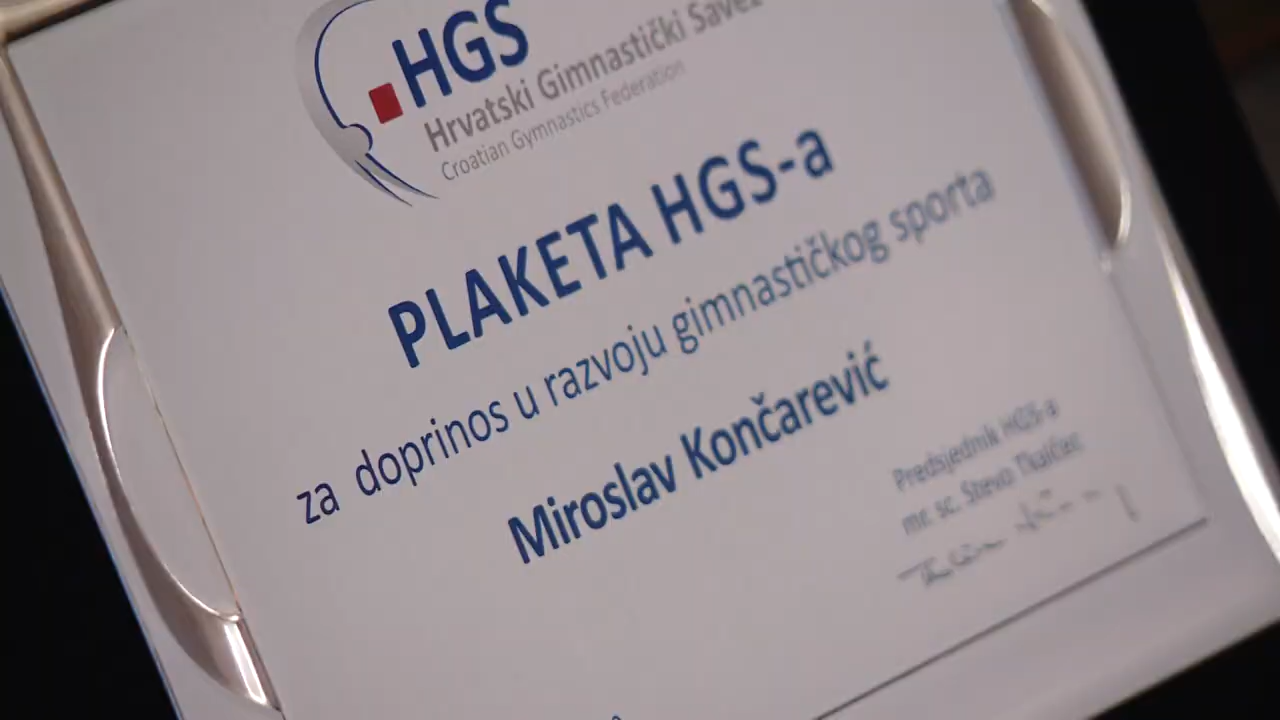 HGS
Hrvatski Gimnastički Savez
Croatian Gymnastics Federation
PLAKETA HGS-a
za doprinos u razvoju gimnastičkog sporta
Miroslav Končarević
Predsjednik HGS-a
mr. sc. Stevo Tkalčec